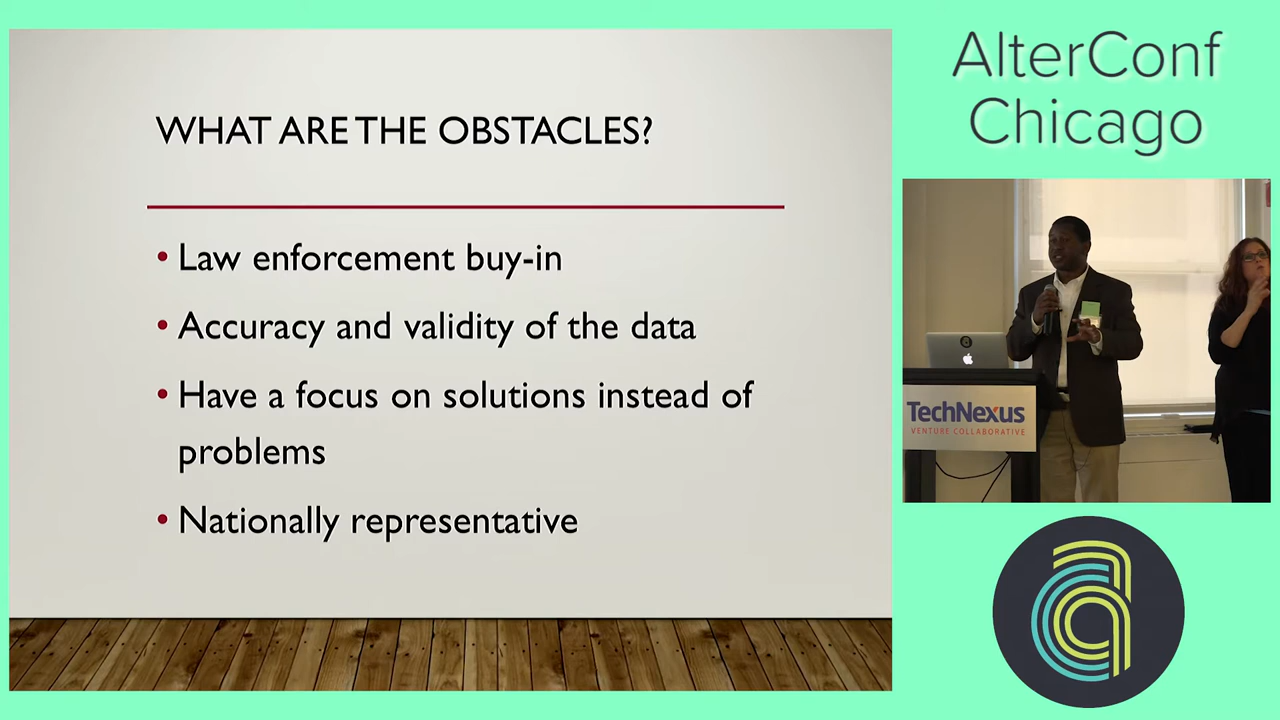 WHAT ARE THE OBSTACLES?
• Law enforcement buy-in
• Accuracy and validity of the data
• Have a focus on solutions instead of
problems
• Nationally representative
AlterConf
Chicago
TechNexus
VENTURE COLLABORATIVE